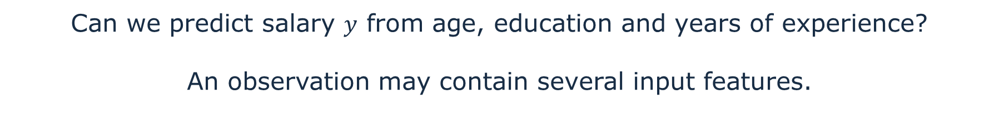 Can we predict salary y from age, education and years of experience?
An observation may contain several input features.